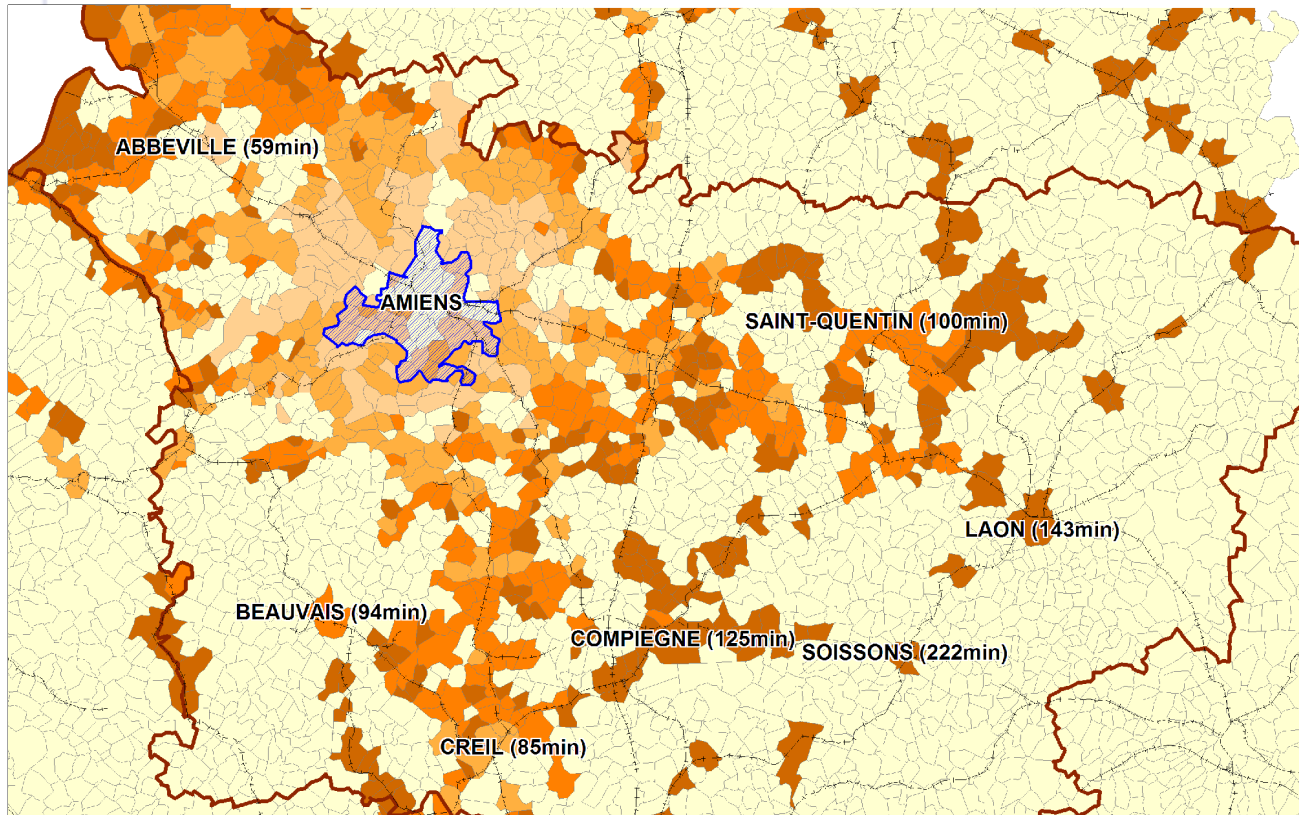 ABBEVILLE (59min)
AMIENS
SAINT-QUENTIN (100min)
LAON (143min)
BEAUVAIS (94min)
COMPIEGNE (125min)
SOISSONS (222min)
CREIL (85min)